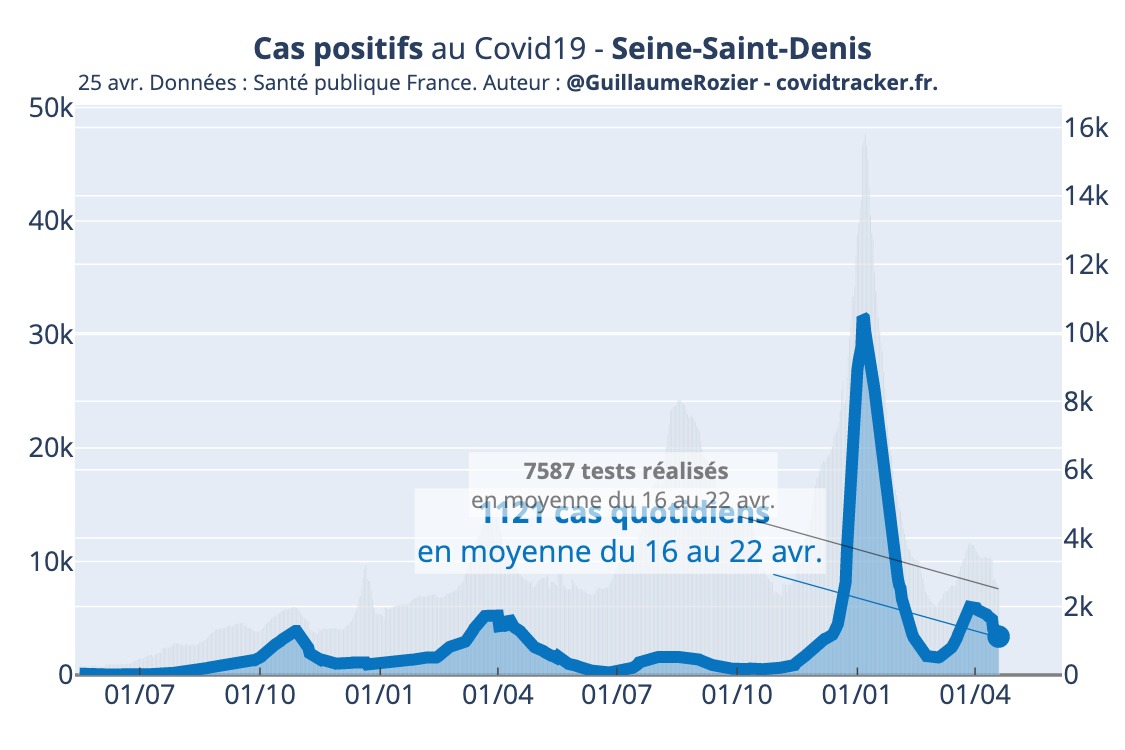 Cas positifs au Covid19 - Seine-Saint-Denis
25 avr. Données : Santé publique France. Auteur : @GuillaumeRozier - covidtracker.fr.
50k
40k
30k
20k
10k
0
16k
14k
12k
10k
8k
6k
4k
2k
0
7587 tests réalisés
en moyenne du 16 au 22 avr.
1121 cas quotidiens
en moyenne du 16 au 22 avr.
01/07 01/10 01/01 01/04 01/07 01/10 01/01 01/04